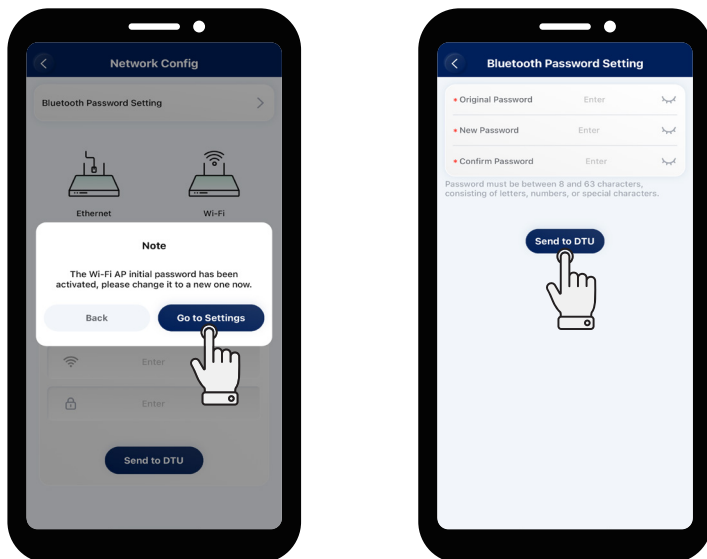 Network Config
Bluetooth Password Setting
Ethernet
Wi-Fi
Note
The Wi-Fi AP initial password has been
activated, please change it to a new one now.
Back
Go to Settings
Enter
Enter
Send to DTU
Bluetooth Password Setting
* Original Password Enter
* New Password Enter
* Confirm Password Enter
Password must be between 8 and 63 characters,
consisting of letters, numbers, or special characters.
Send to DTU